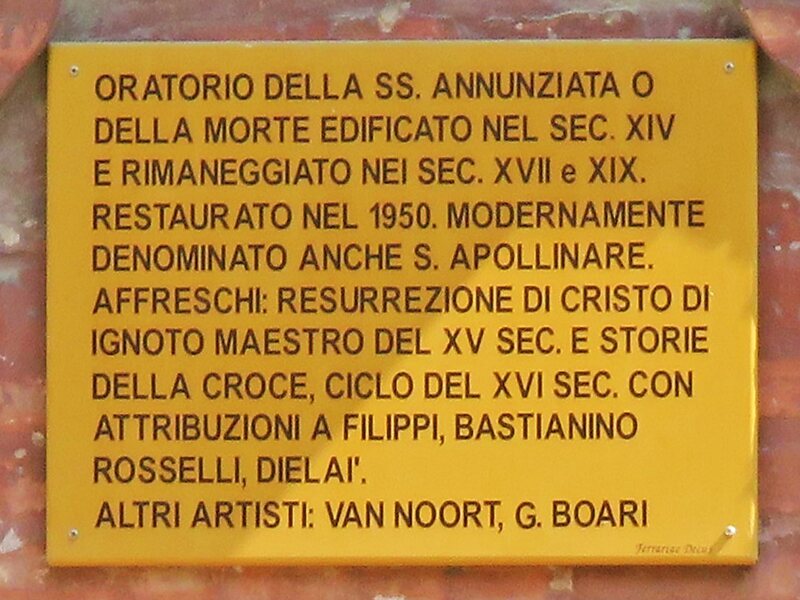 ORATORIO DELLA SS. ANNUNZIATA O
DELLA MORTE EDIFICATO NEL SEC. XIV
E RIMANEGGIATO NEI SEC. XVII e XIX.
RESTAURATO NEL 1950. MODERNAMENTE
DENOMINATO ANCHE S. APOLLINARE.
AFFRESCHI: RESURREZIONE DI CRISTO DI
IGNOTO MAESTRO DEL XV SEC. E STORIE
DELLA CROCE, CICLO DEL XVI SEC. CON
ATTRIBUZIONI A FILIPPI, BASTIANINO
ROSSELLI, DIELAI'.
ALTRI ARTISTI: VAN NOORT, G. BOARI
Ferrariae Decus